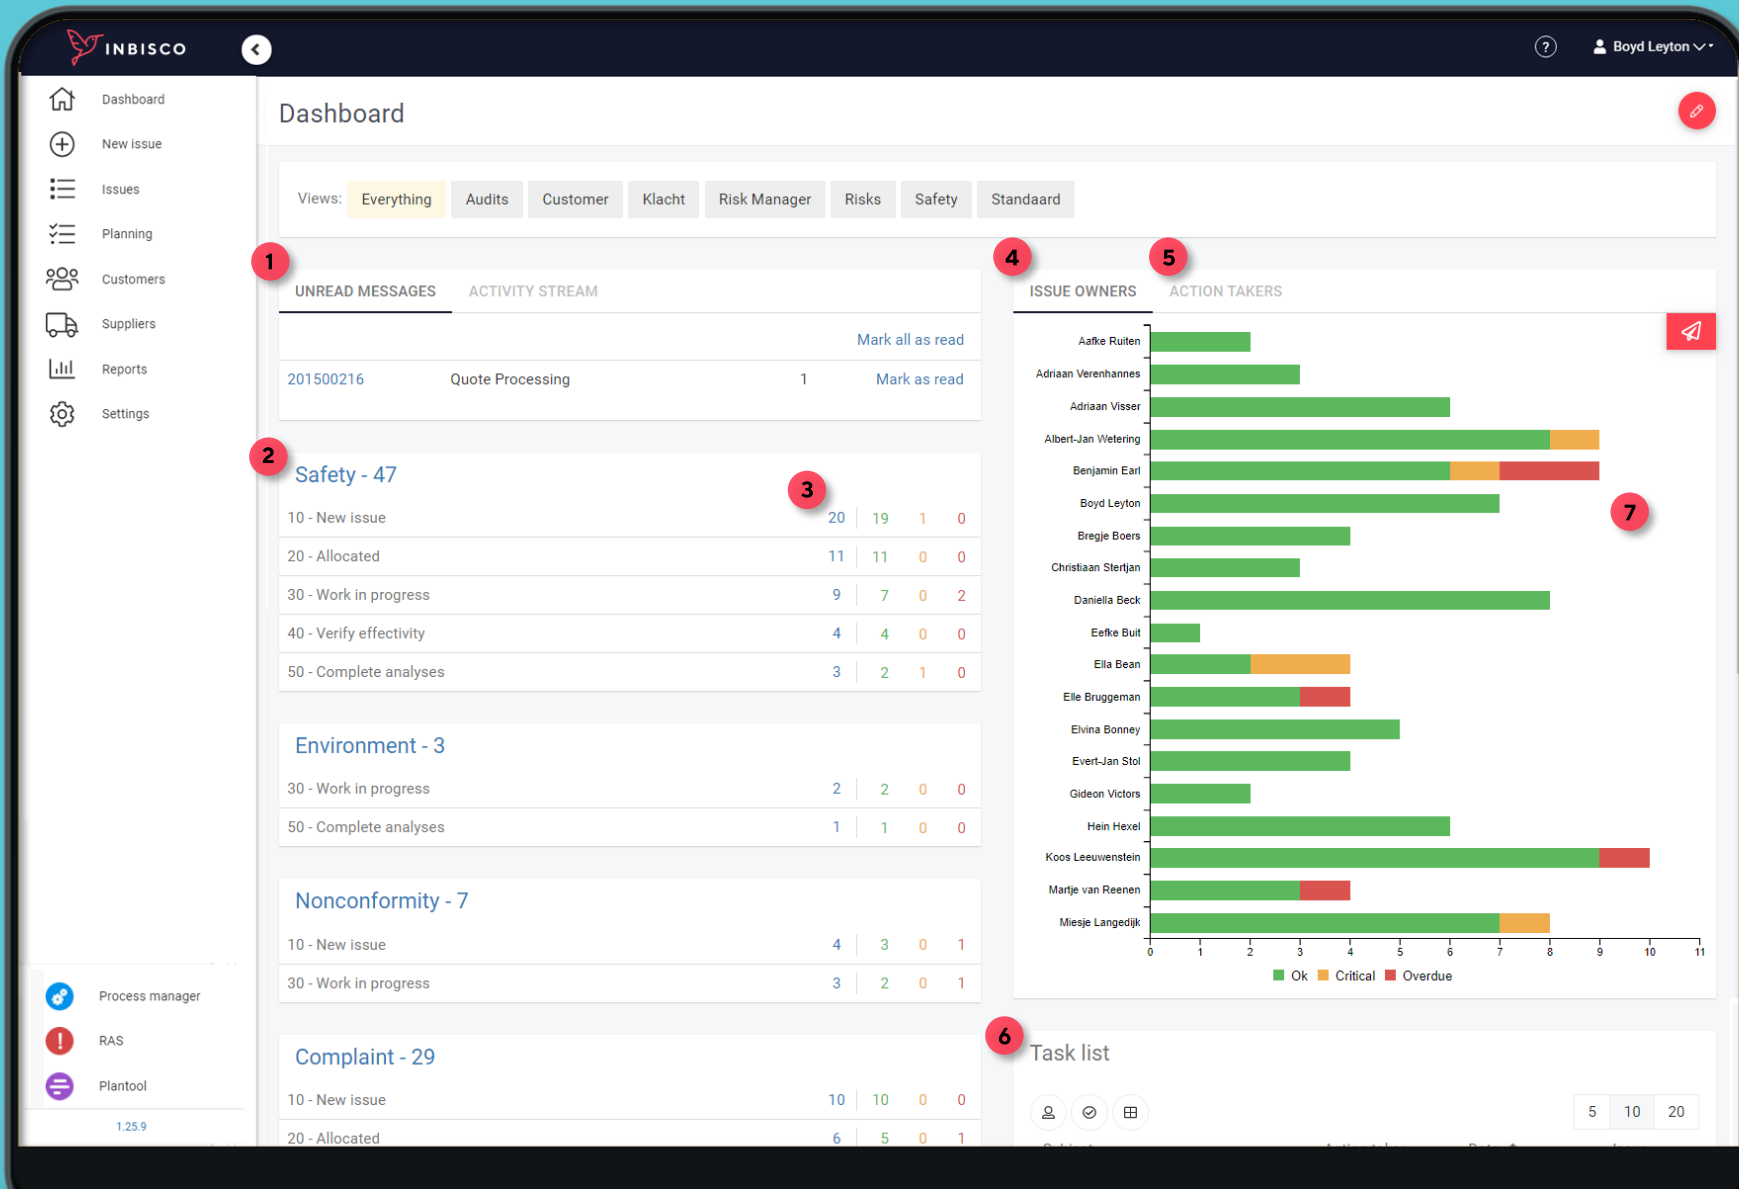 INBISCO
?
Boyd Leyton
Dashboard
New issue
Issues
Planning
Customers
Suppliers
Reports
Settings
Process manager
RAS
Plantool
1.25.9
Dashboard
Views: Everything Audits Customer Klacht Risk Manager Risks Safety Standaard
1
UNREAD MESSAGES ACTIVITY STREAM
Mark all as read
201500216 Quote Processing 1 Mark as read
2
Safety - 47
3
10 - New issue 20 19 1 0
20 - Allocated 11 11 0 0
30 - Work in progress 9 7 0 2
40 - Verify effectivity 4 4 0 0
50 - Complete analyses 3 2 1 0
Environment - 3
30 - Work in progress 2 2 0 0
50 - Complete analyses 1 1 0 0
Nonconformity - 7
10 - New issue 4 3 0 1
30 - Work in progress 3 2 0 1
Complaint - 29
10 - New issue 10 10 0 0
20 - Allocated 6 5 0 1
4 5
ISSUE OWNERS ACTION TAKERS
Aafke Ruiten
Adriaan Verenhannes
Adriaan Visser
Albert-Jan Wetering
Benjamin Earl
Boyd Leyton
7
Bregje Boers
Christiaan Stertjan
Daniella Beck
Eefke Buit
Ella Bean
Elle Bruggeman
Elvina Bonney
Evert-Jan Stol
Gideon Victors
Hein Hexel
Koos Leeuwenstein
Martje van Reenen
Miesje Langedijk
0 1 2 3 4 5 6 7 8 9 10 11
Ok Critical Overdue
6
Task list
5 10 20